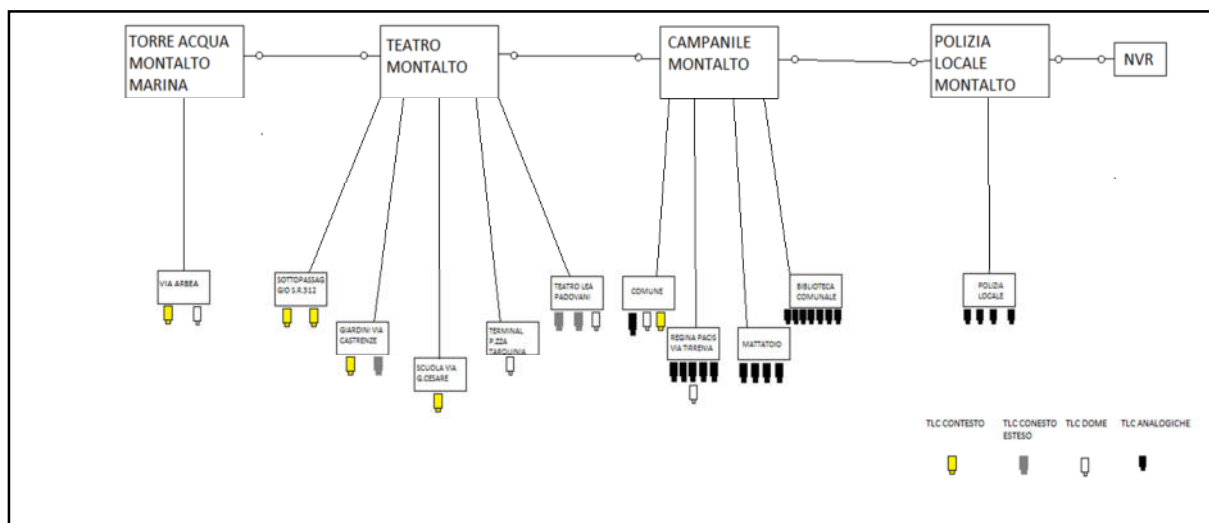 TORRE ACQUA
MONTALTO
MARINA
TEATRO
MONTALTO
CAMPANILE
MONTALTO
POLIZIA
LOCALE
MONTALTO
NVR
VIA ARBEA
SOTTOPASSAG
GIO S.R.312
GIARDINI VIA
CASTRENZE
SCUOLA VIA
G.CESARE
TERMINAL
P.ZZA
TARQUINIA
TEATRO LEA
PADOVANI
COMUNE
REGINA PACIS
VIA TIRRENIA
MATTATOIO
BIBLIOTECA
COMUNALE
POLIZIA
LOCALE
TLC CONTESTO
TLC CONESTO
ESTESO
TLC DOME
TLC ANALOGICHE